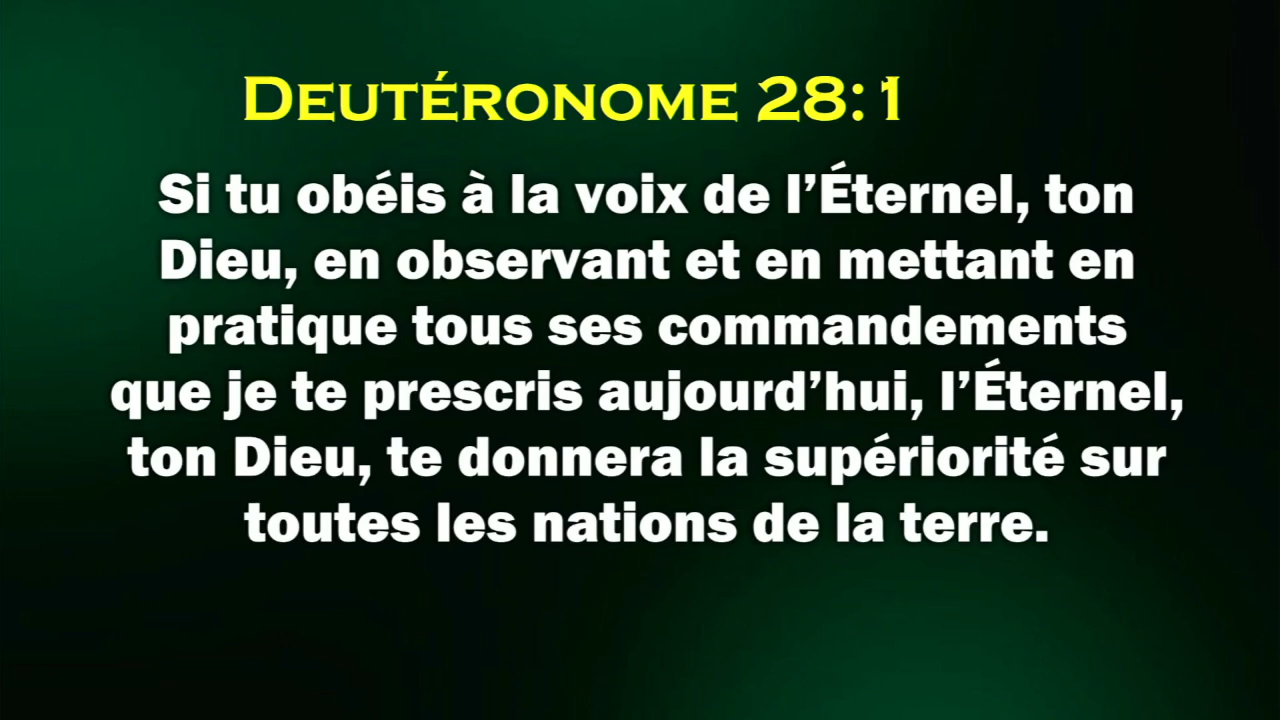 Deutéronome 28:1
Si tu obéis à la voix de l’Éternel, ton
Dieu, en observant et en mettant en
pratique tous ses commandements
que je te prescris aujourd’hui, l’Éternel,
ton Dieu, te donnera la supériorité sur
toutes les nations de la terre.